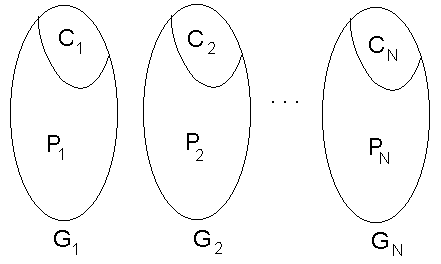 C1 C2 CN
. . .
P1 P2 PN
G1 G2 GN